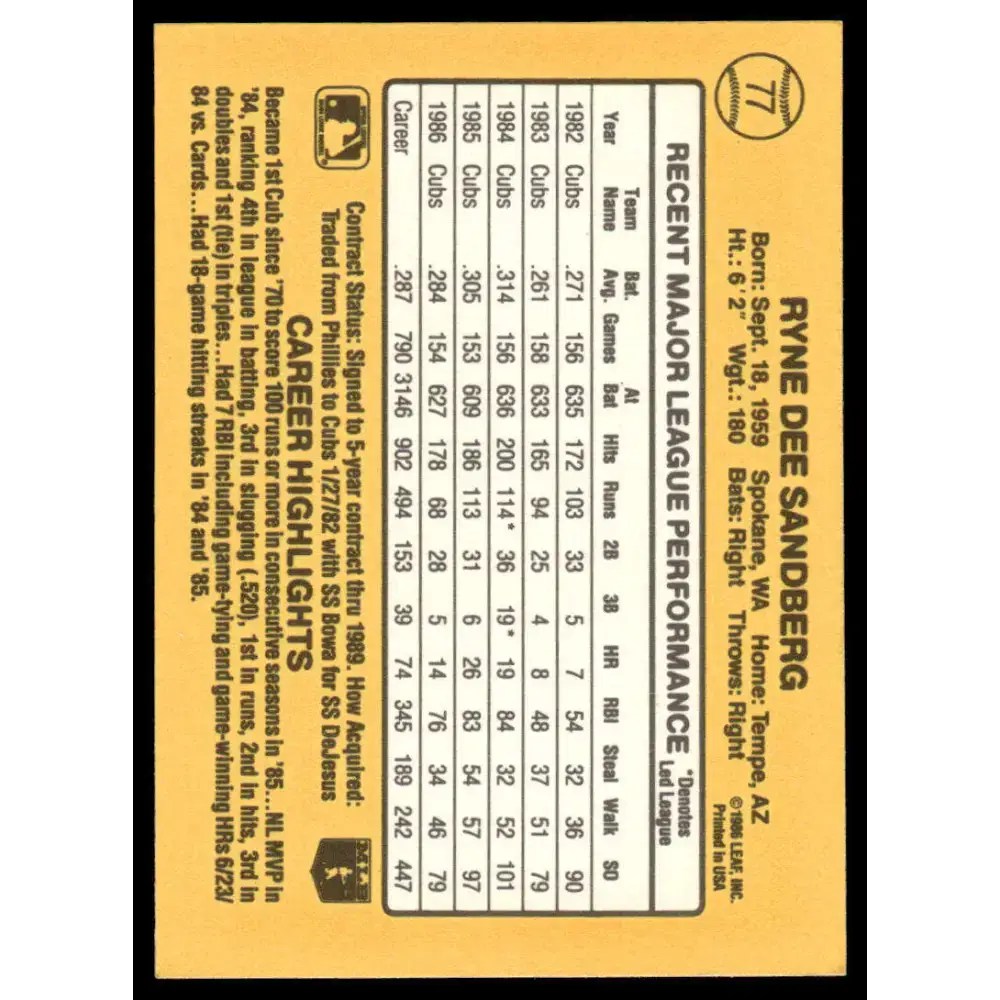 77
RYNE DEE SANDBERG
Born: Sept. 18, 1959 Spokane, WA Home: Tempe, AZ
Ht.: 6'2" Wgt.: 180 Bats: Right Throws: Right
©1986 LEAF, INC.
Printed in USA
RECENT MAJOR LEAGUE PERFORMANCE
*Denotes
Led League
Year Team Name Bat. Avg. Games At Bat Hits Runs 2B 3B HR RBI Steal Walk SO
1982 Cubs .271 156 635 172 103 33 5 7 54 32 36 90
1983 Cubs .261 158 633 165 94 25 4 8 48 37 51 79
1984 Cubs .314 156 636 200 114* 36 19* 19 84 32 52 101
1985 Cubs .305 153 609 186 113 31 6 26 83 54 57 97
1986 Cubs .284 154 627 178 68 28 5 14 76 34 46 79
Career .287 790 3146 902 494 153 39 74 345 189 242 447
Contract Status: Signed to 5-year contract thru 1989. How Acquired:
Traded from Phillies to Cubs 1/27/82 with SS Bowa for SS DeJesus
MLB
CAREER HIGHLIGHTS
Became 1st Cub since '70 to score 100 runs or more in consecutive seasons in '85...NL MVP in
'84, ranking 4th in league in batting, 3rd in slugging (.520), 1st in runs, 2nd in hits, 3rd in
doubles and 1st (tie) in triples...Had 7 RBI including game-tying and game-winning HRs 6/23/
84 vs. Cards...Had 18-game hitting streaks in '84 and '85.